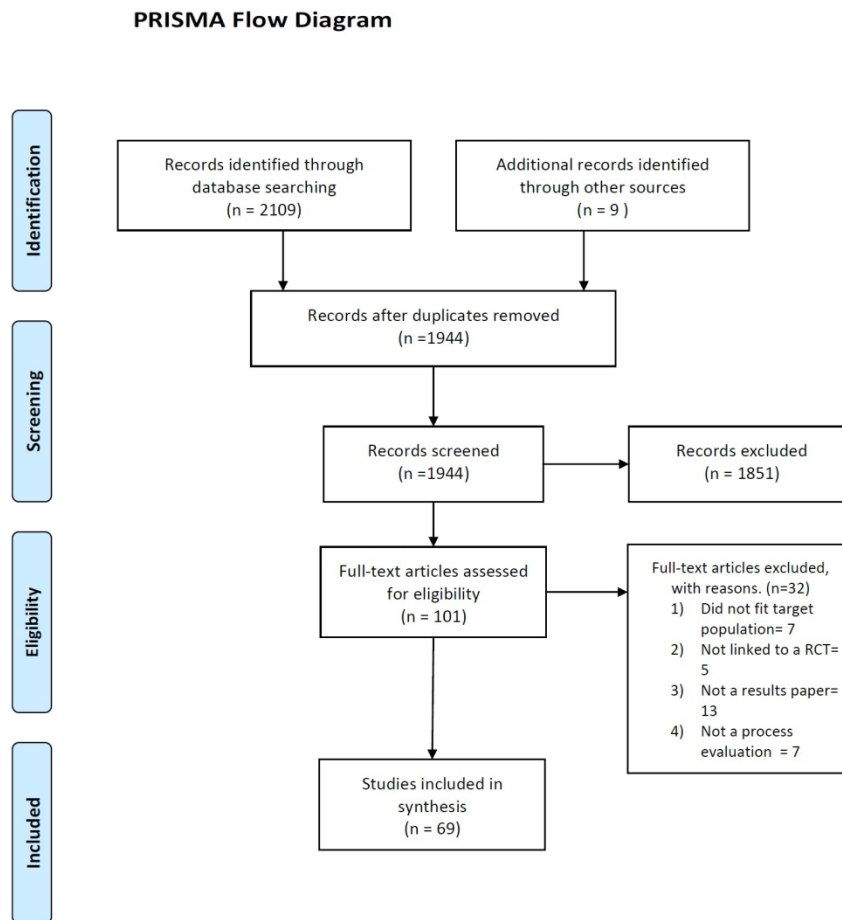 PRISMA Flow Diagram
Identification
Records identified through
database searching
(n = 2109)
Additional records identified
through other sources
(n = 9 )
Records after duplicates removed
(n =1944)
Screening
Records screened
(n =1944)
Records excluded
(n = 1851)
Eligibility
Full-text articles assessed
for eligibility
(n = 101)
Full-text articles excluded,
with reasons. (n=32)
1) Did not fit target
population= 7
2) Not linked to a RCT=
5
3) Not a results paper=
13
4) Not a process
evaluation = 7
Included
Studies included in
synthesis
(n = 69)